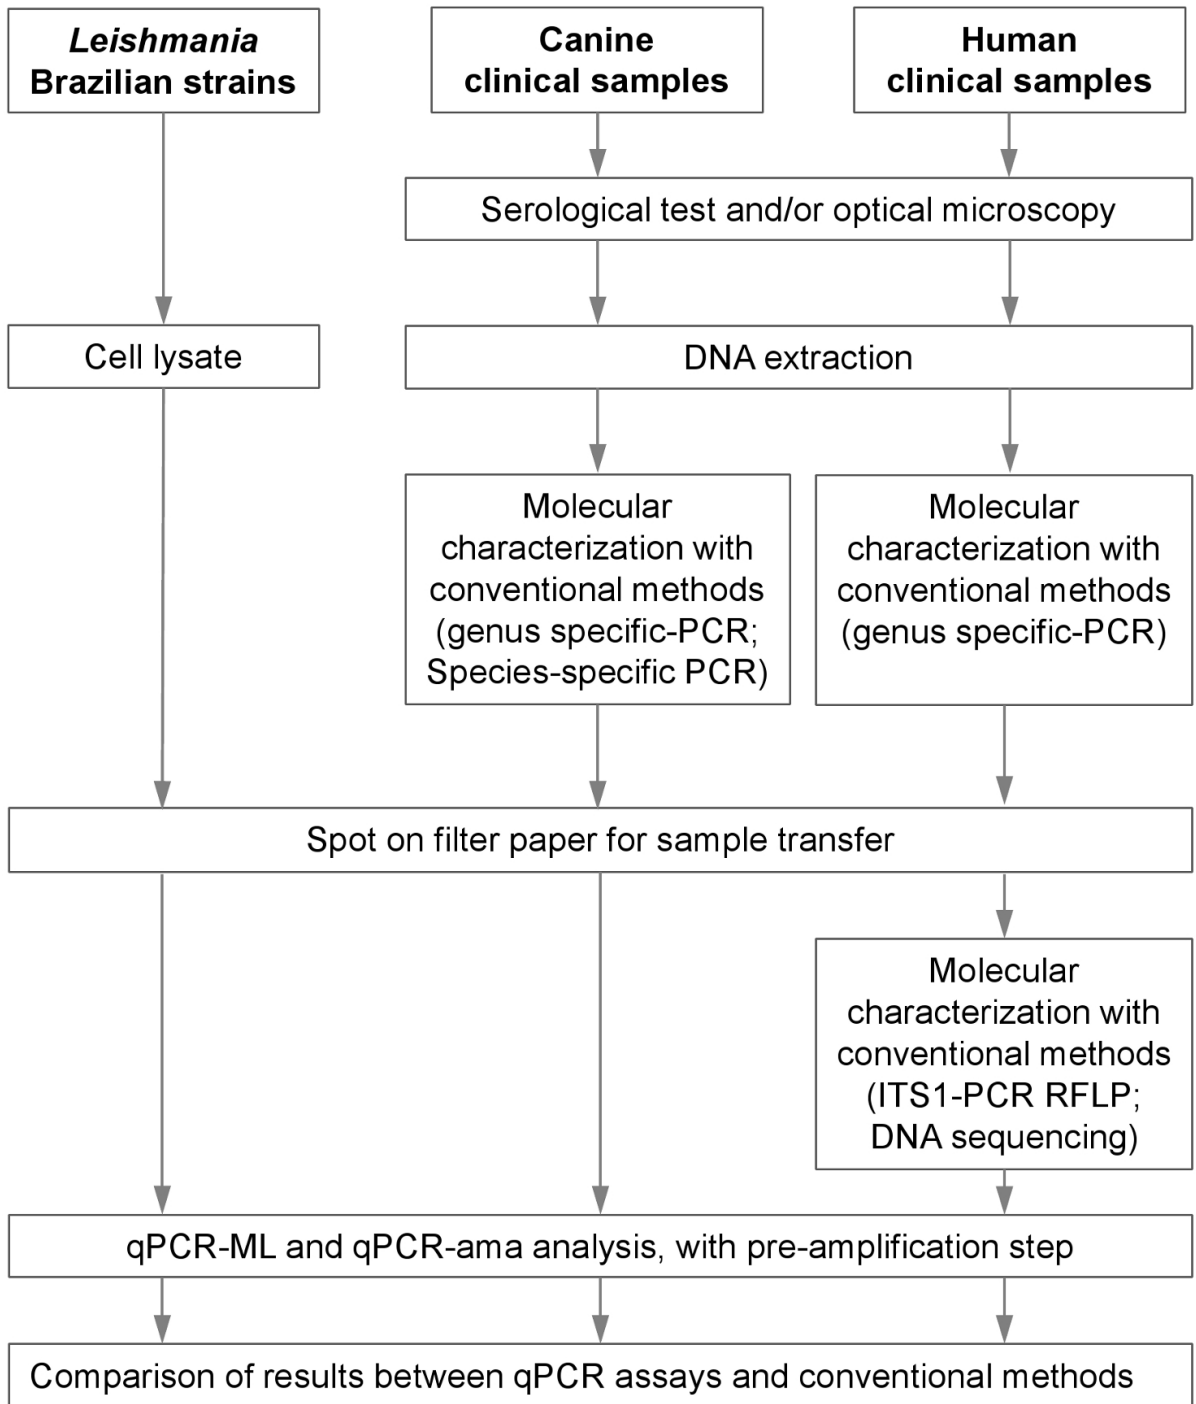 Leishmania
Brazilian strains
Canine
clinical samples
Human
clinical samples
Serological test and/or optical microscopy
Cell lysate
DNA extraction
Molecular
characterization with
conventional methods
(genus specific-PCR;
Species-specific PCR)
Molecular
characterization with
conventional methods
(genus specific-PCR)
Spot on filter paper for sample transfer
Molecular
characterization with
conventional methods
(ITS1-PCR RFLP;
DNA sequencing)
qPCR-ML and qPCR-ama analysis, with pre-amplification step
Comparison of results between qPCR assays and conventional methods